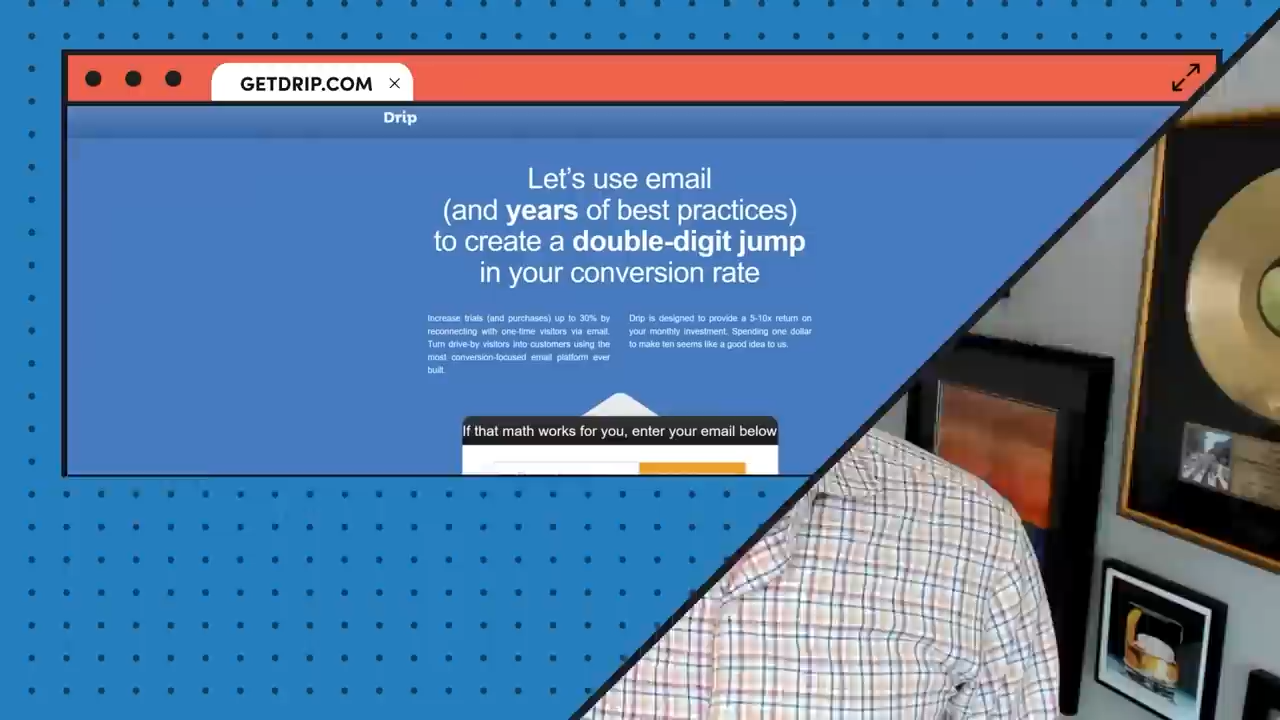 GETDRIP.COM
Drip
Let's use email
(and years of best practices)
to create a double-digit jump
in your conversion rate
Increase trials (and purchases) up to 30% by
reconnecting with one-time visitors via email.
Turn drive-by visitors into customers using the
most conversion-focused email platform ever
built.
Drip is designed to provide a 5-10x return on
your monthly investment. Spending one dollar
to make ten seems like a good idea to us.
If that math works for you, enter your email below